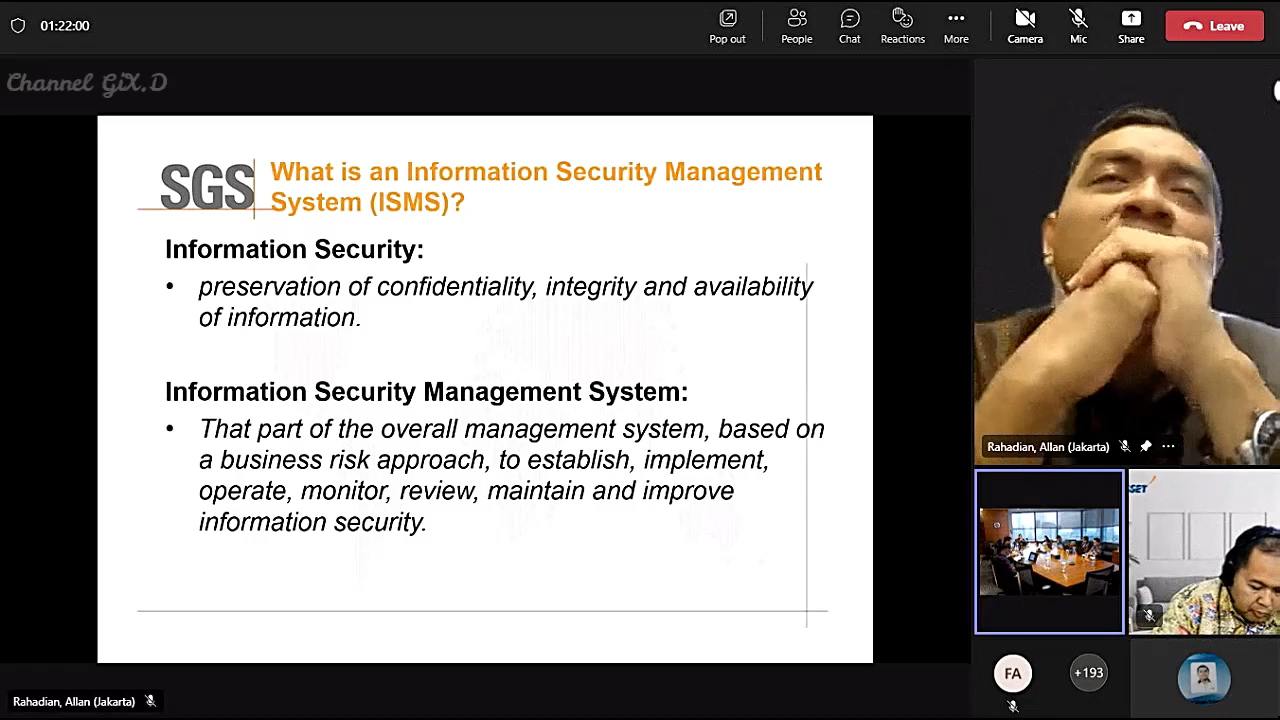 01:22:00
Pop out
People
Chat
Reactions
More
Camera
Mic
Share
Leave
Channel GiX.D
SGS
What is an Information Security Management
System (ISMS)?
Information Security:
• preservation of confidentiality, integrity and availability
of information.
Information Security Management System:
• That part of the overall management system, based on
a business risk approach, to establish, implement,
operate, monitor, review, maintain and improve
information security.
Rahadian, Allan (Jakarta)
SET
FA
+193
Rahadian, Allan (Jakarta)